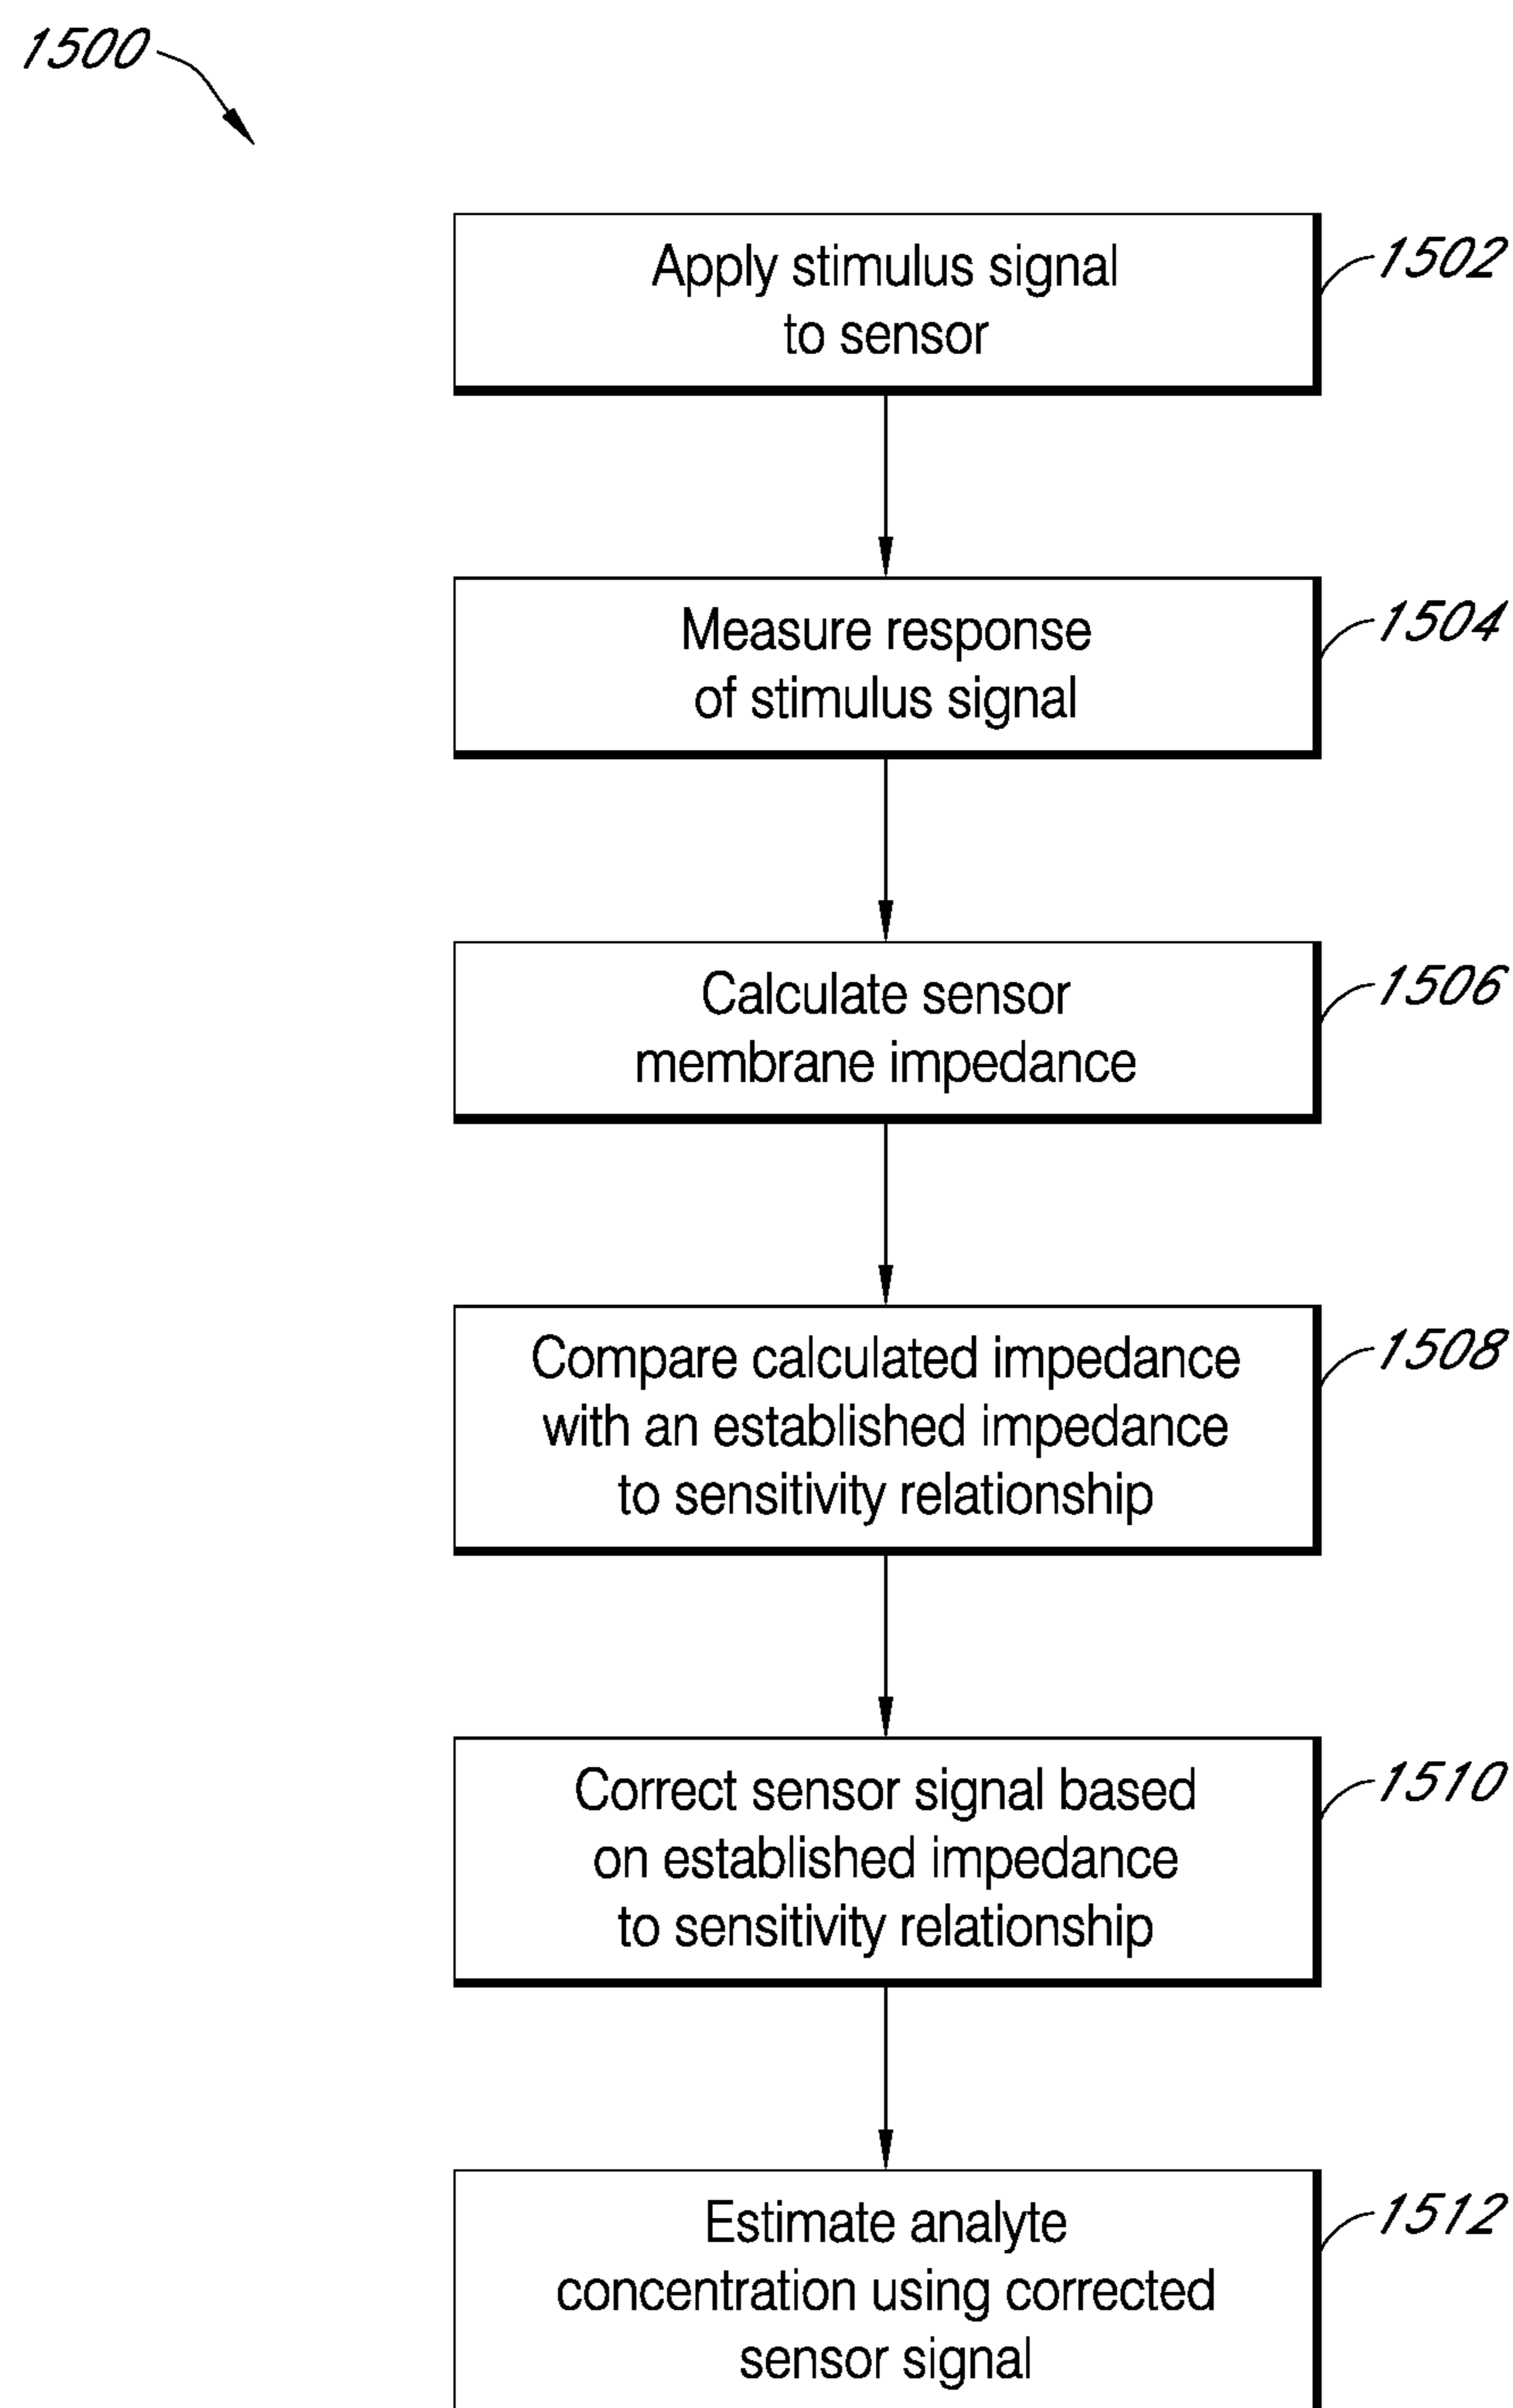 1500
Apply stimulus signal
to sensor
1502
Measure response
of stimulus signal
1504
Calculate sensor
membrane impedance
1506
Compare calculated impedance
with an established impedance
to sensitivity relationship
1508
Correct sensor signal based
on established impedance
to sensitivity relationship
1510
Estimate analyte
concentration using corrected
sensor signal
1512